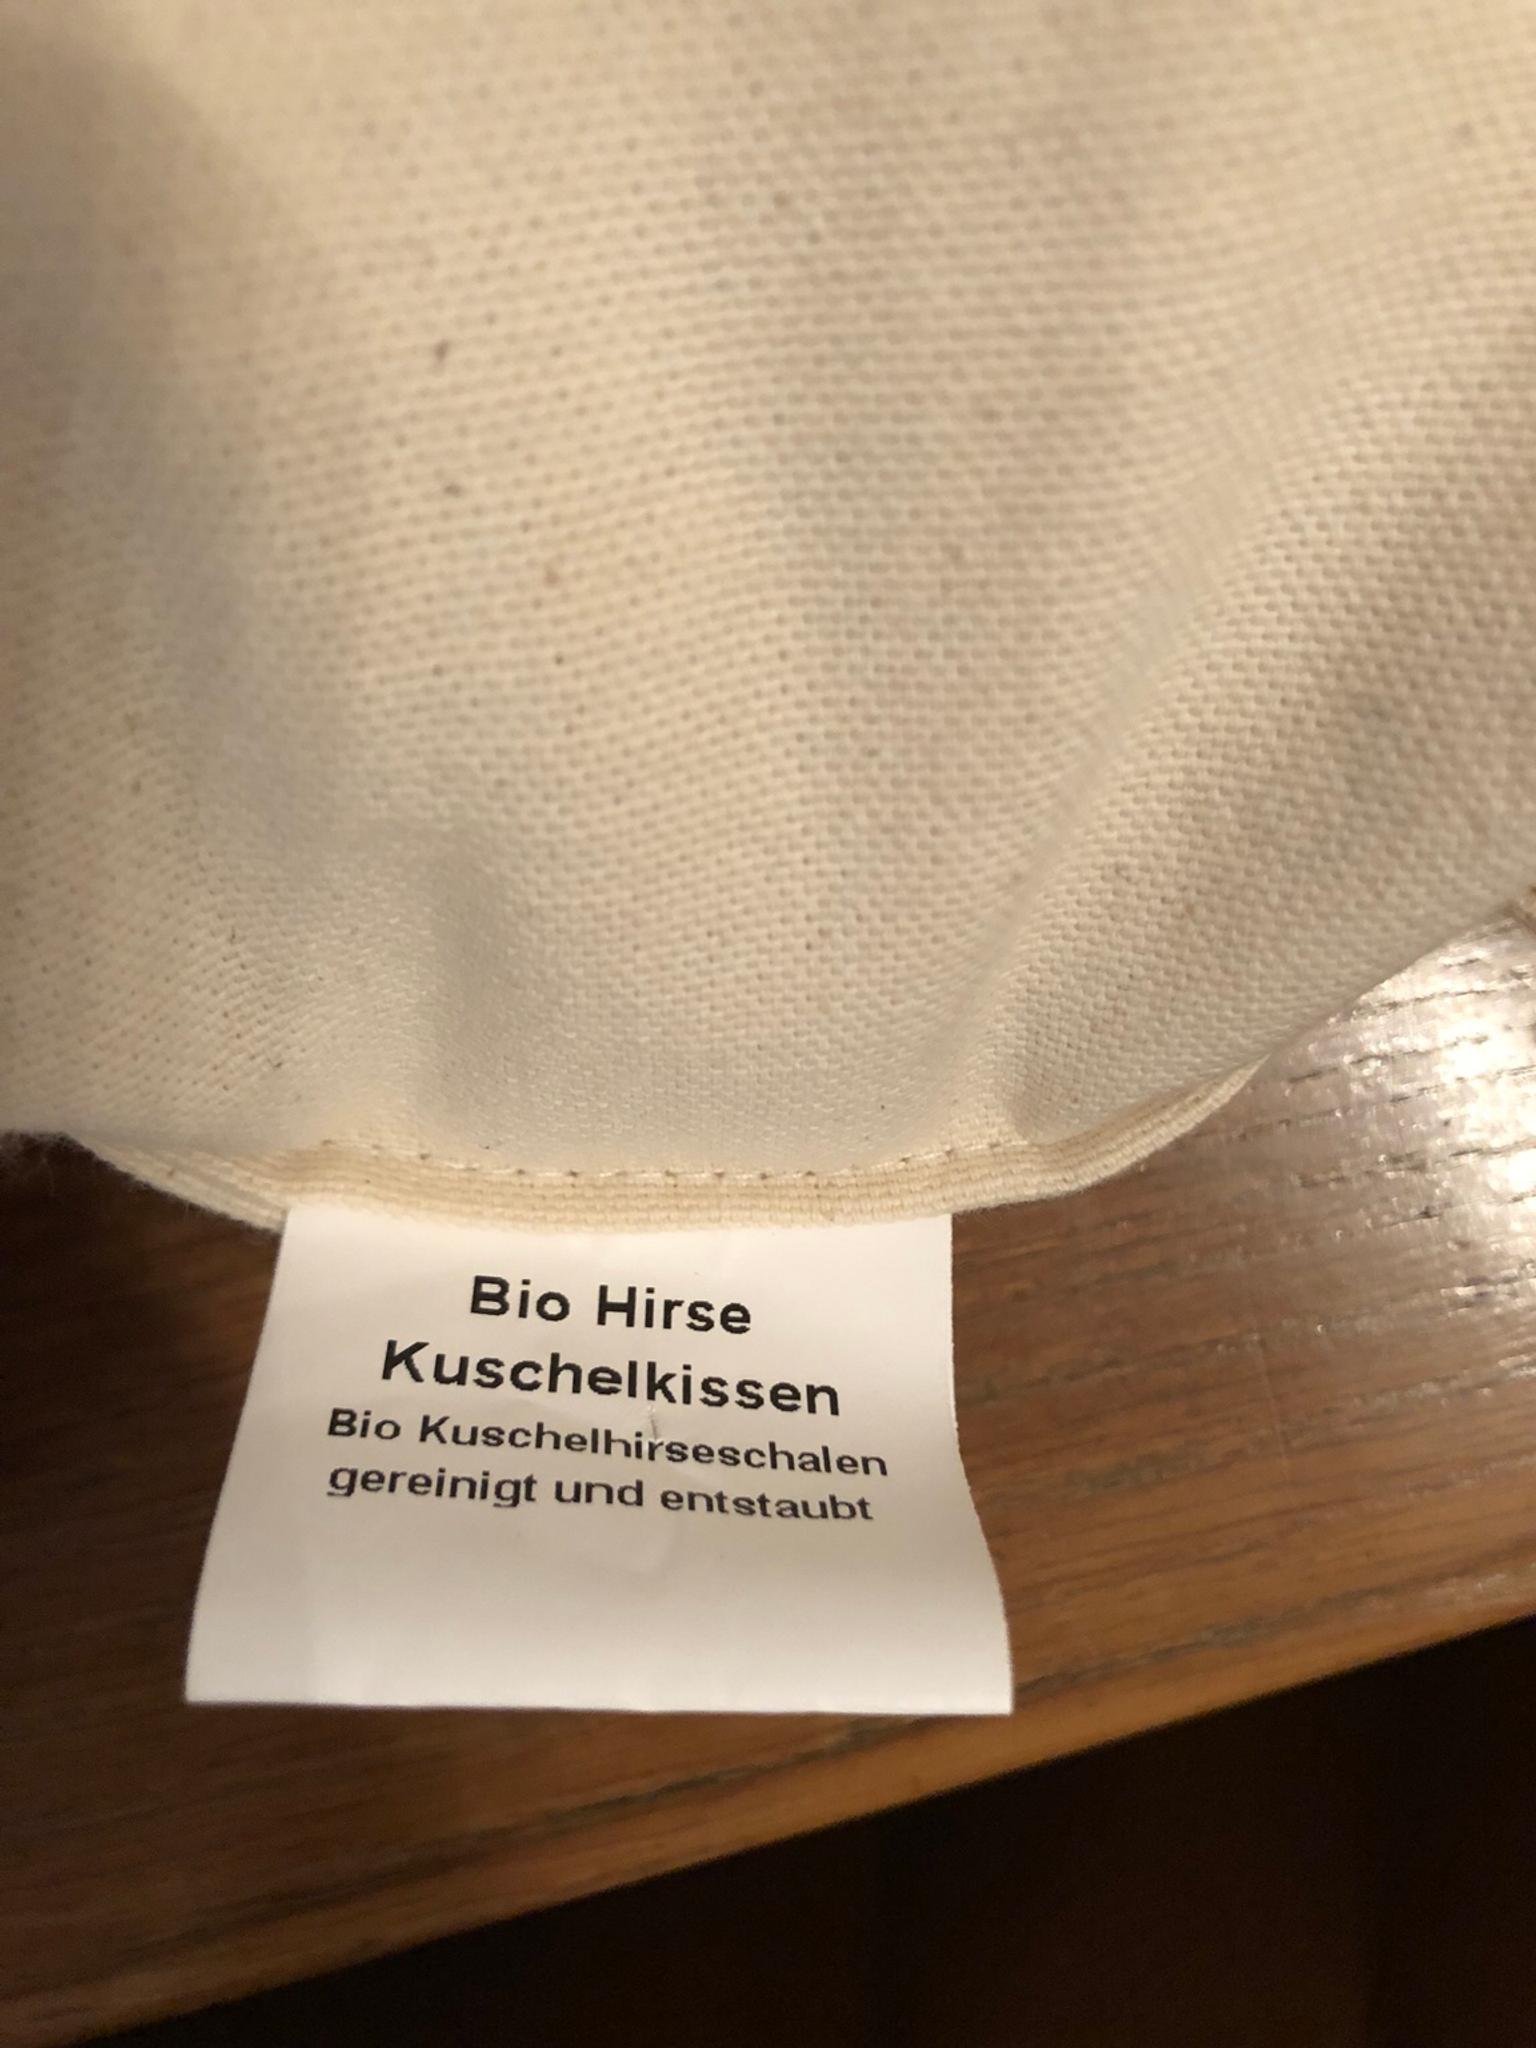 Bio Hirse
Kuschelkissen
Bio Kuschelhirseschalen
gereinigt und entstaubt